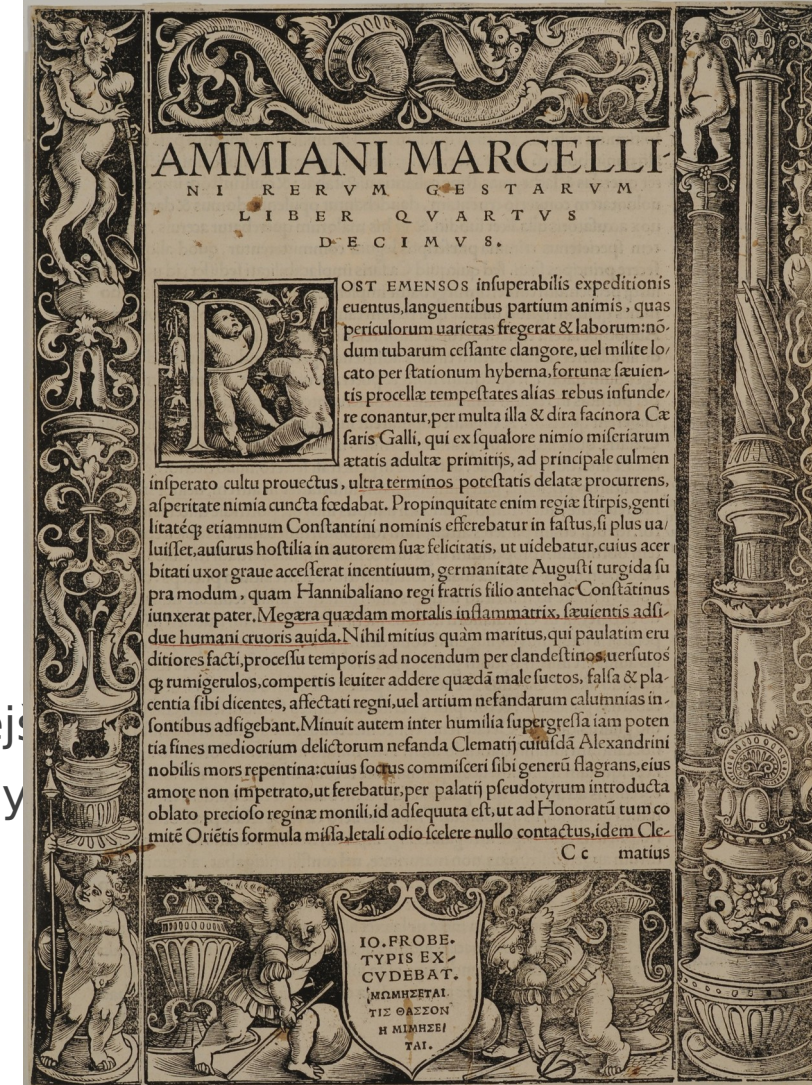 AMMIANI MARCELLI-
NI RERVM GESTARVM
LIBER QVARTVS
DECIMVS.
POST EMENSOS insuperabilis expeditionis
euentus,languentibus partium animis, quas
periculorum uarietas fregerat & laborum:nō-
dum tubarum cessante clangore, uel milite lo/
cato per stationum hyberna,fortunæ sæuien-
tis procellæ tempestates alias rebus infunde/
re conantur,per multa illa & dira facinora Cæ
saris Galli, qui ex squalore nimio miseriarum
ætatis adultæ primitijs, ad principale culmen
insperato cultu prouectus, ultra terminos potestatis delatæ procurrens,
asperitate nimia cuncta fœdabat. Propinquitate enim regiæ stirpis,genti
litatéq; etiamnum Constantini nominis efferebatur in fastus,si plus ua/
luisset,ausurus hostilia in autorem suæ felicitatis, ut uidebatur,cuius acer
bitati uxor graue accesserat incentiuum, germanitate Augusti turgida su
pra modum, quam Hannibaliano regi fratris filio antehac Constātinus
iunxerat pater, Megæra quædam mortalis inflammatrix, sæuientis adsi-
due humani cruoris auida. Nihil mitius quàm maritus,qui paulatim eru
ditiores facti,processu temporis ad nocendum per clandestinos,uersutos
q; rumigerulos,compertis leuiter addere quædā male suetos, falsa & pla-
centia sibi dicentes, affectati regni,uel artium nefandarum calumnias in-
sontibus adfigebant. Minuit autem inter humilia supergressa iam poten
tia fines mediocrium delictorum nefanda Clematij cuiusdā Alexandrini
nobilis mors repentina:cuius socrus commisceri sibi generū flagrans,eius
amore non impetrato,ut ferebatur,per palatij pseudotyrum introducta
oblato precioso reginæ monili,id adsequuta est,ut ad Honoratū tum co
mitē Oriētis formula missa,letali odio scelere nullo contactus,idem Cle-
C c matius
IO.FROBE.
TYPIS EX-
CVDEBAT.
ΜΩΜΗΣΕΤΑΙ
ΤΙΣ ΘΑΣΣΟΝ
Η ΜΙΜΗΣΕ/
ΤΑΙ.